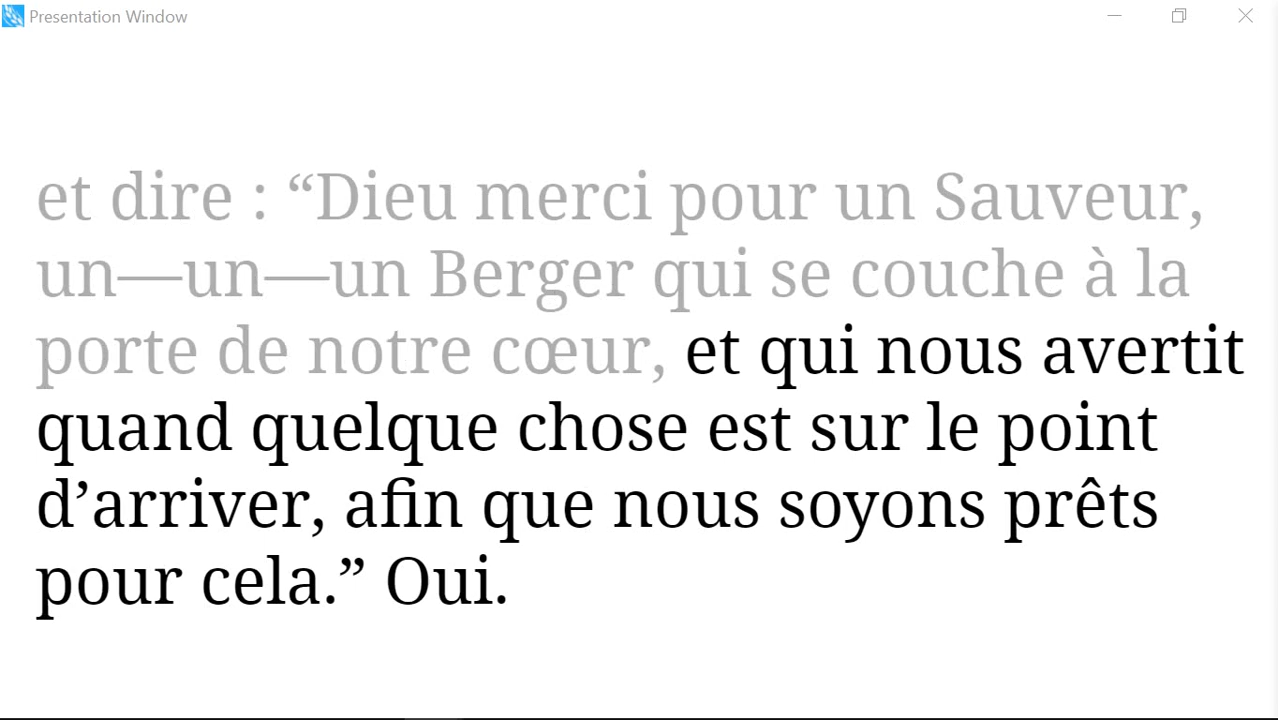 Presentation Window
et dire : “Dieu merci pour un Sauveur,
un—un—un Berger qui se couche à la
porte de notre cœur, et qui nous avertit
quand quelque chose est sur le point
d’arriver, afin que nous soyons prêts
pour cela.” Oui.